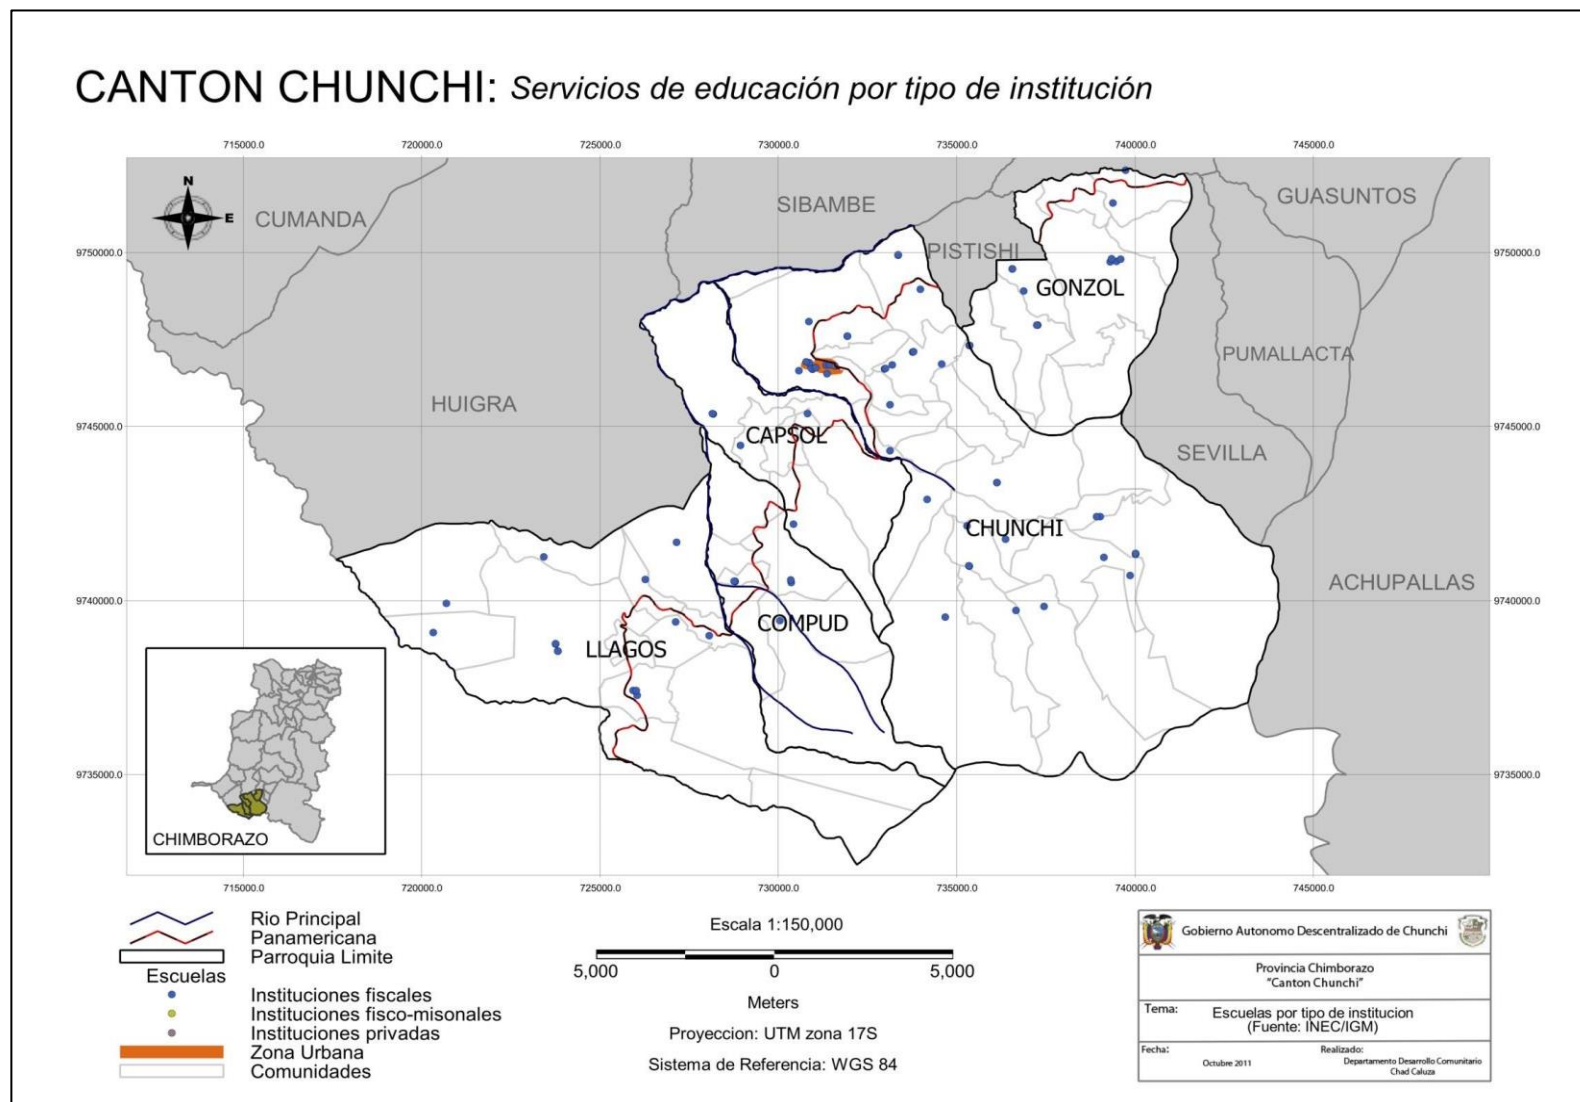 CANTON CHUNCHI: Servicios de educación por tipo de institución
715000.0 720000.0 725000.0 730000.0 735000.0 740000.0 745000.0
N
E
CUMANDA
SIBAMBE
GUASUNTOS
PISTISHI
9750000.0 9750000.0
GONZOL
PUMALLACTA
HUIGRA
9745000.0 9745000.0
CAPSOL
SEVILLA
CHUNCHI
ACHUPALLAS
9740000.0 9740000.0
COMPUD
LLAGOS
9735000.0 9735000.0
CHIMBORAZO
715000.0 720000.0 725000.0 730000.0 735000.0 740000.0 745000.0
Rio Principal
Panamericana
Parroquia Limite
Escuelas
Instituciones fiscales
Instituciones fisco-misonales
Instituciones privadas
Zona Urbana
Comunidades
Escala 1:150,000
5,000 0 5,000
Meters
Proyeccion: UTM zona 17S
Sistema de Referencia: WGS 84
Gobierno Autonomo Descentralizado de Chunchi
Provincia Chimborazo
"Canton Chunchi"
Tema: Escuelas por tipo de institucion
(Fuente: INEC/IGM)
Fecha: Realizado:
Octubre 2011 Departamento Desarrollo Comunitario
Chad Caluza